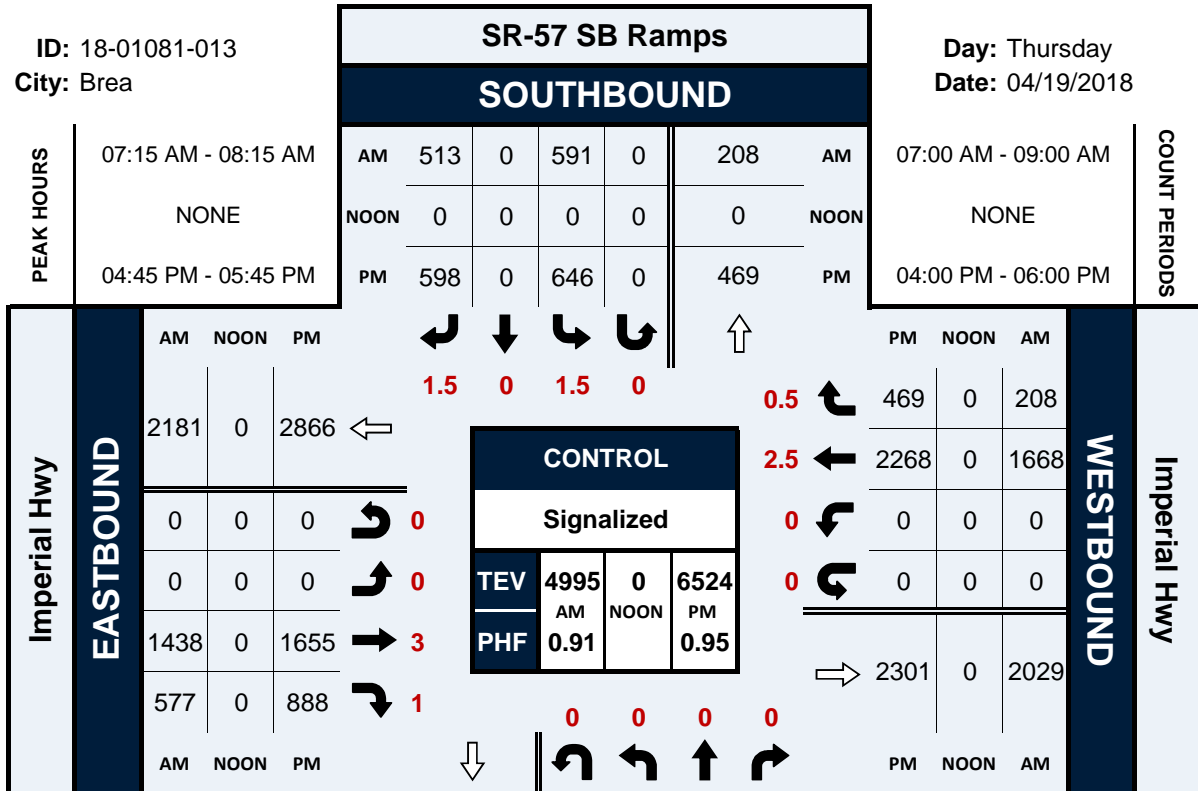 SR-57 SB Ramps
ID: 18-01081-013
Day: Thursday
City: Brea
Date: 04/19/2018
SOUTHBOUND
PEAK HOURS
07:15 AM - 08:15 AM
AM 513 0 591 0 208 AM
07:00 AM - 09:00 AM
COUNT PERIODS
NONE
NOON 0 0 0 0 0 NOON
NONE
04:45 PM - 05:45 PM
PM 598 0 646 0 469 PM
04:00 PM - 06:00 PM
Imperial Hwy
EASTBOUND
AM NOON PM
PM NOON AM
1.5 0 1.5 0
0.5 469 0 208
2181 0 2866
2.5 2268 0 1668
0 0 0 0
0 0 0 0
0 0 0 0
0 0 0 0
1438 0 1655 3
577 0 888 1
2301 0 2029
WESTBOUND
Imperial Hwy
CONTROL
Signalized
TEV 4995 0 6524
AM NOON PM
PHF 0.91 0.95
0 0 0 0
AM NOON PM
PM NOON AM